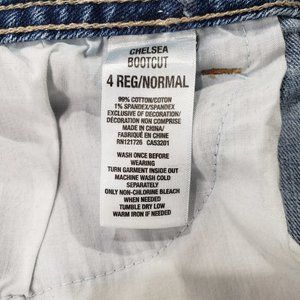 CHELSEA
BOOTCUT
4 REG/NORMAL
99% COTTON/COTON
1% SPANDEX/SPANDEX
EXCLUSIVE OF DECORATION/
DÉCORATION NON COMPRISE
MADE IN CHINA/
FABRIQUÉ EN CHINE
RN121726 CA53201
WASH ONCE BEFORE
WEARING
TURN GARMENT INSIDE OUT
MACHINE WASH COLD
SEPARATELY
ONLY NON-CHLORINE BLEACH
WHEN NEEDED
TUMBLE DRY LOW
WARM IRON IF NEEDED